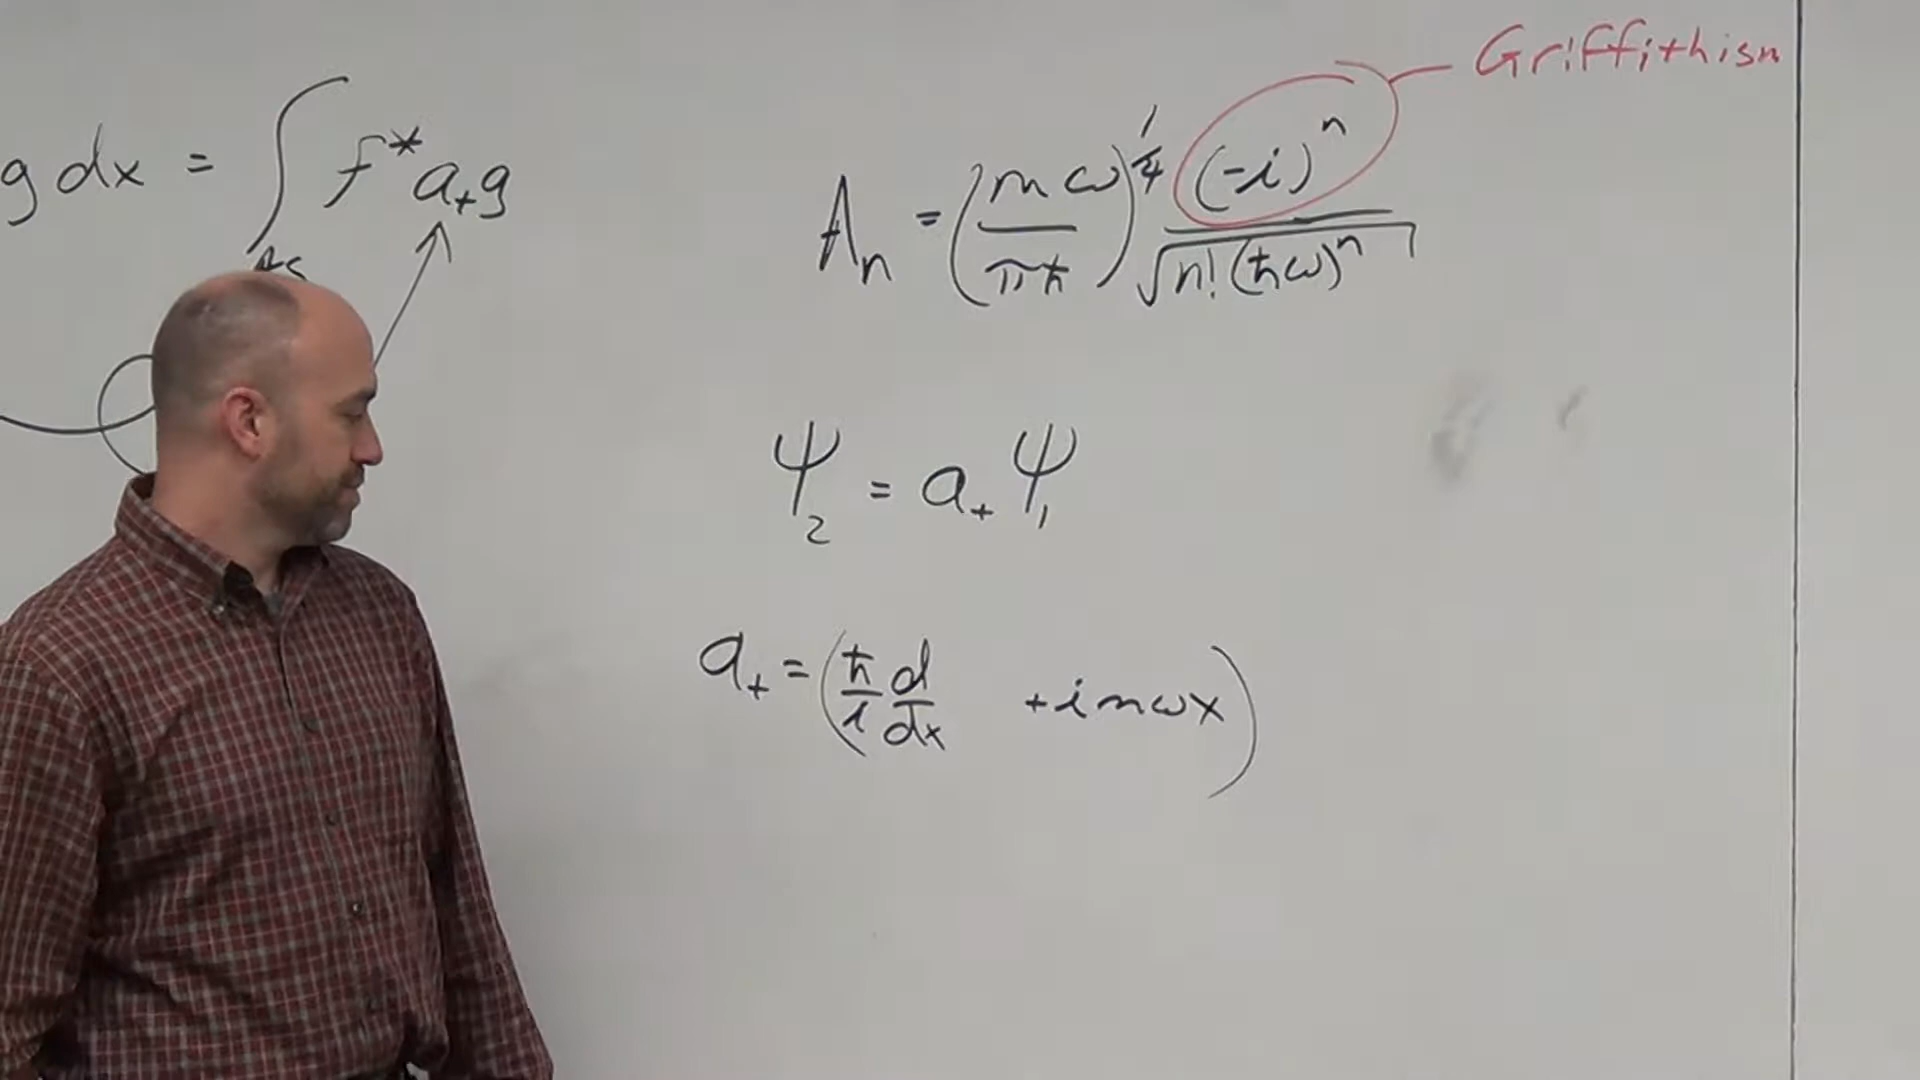 Griffithism
g dx = ∫ f* a₊g
Aₙ = (mω/πħ)^¼ (-i)ⁿ/√(n!(ħω)ⁿ)
Ψ₂ = a₊Ψ₁
a₊ = (ħ/i d/dx + imωx)